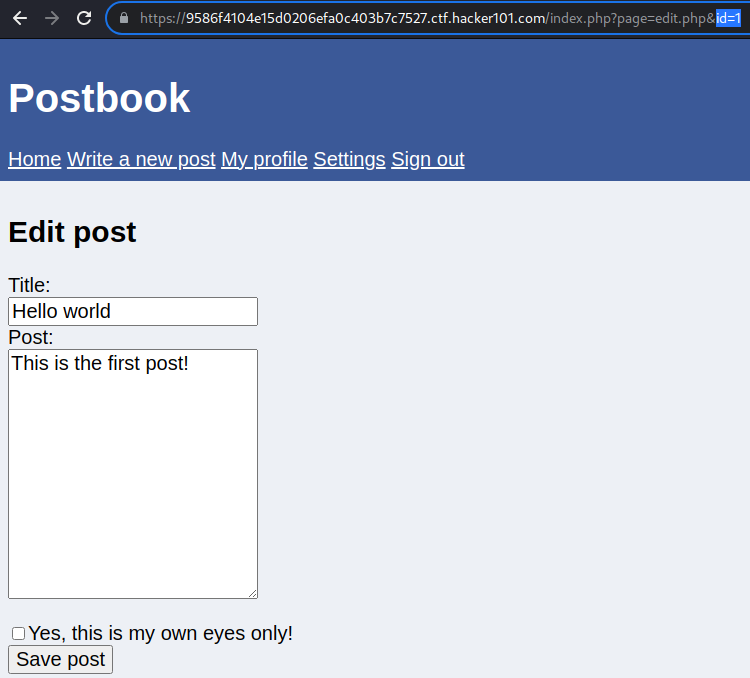 https://9586f4104e15d0206efa0c403b7c7527.ctf.hacker101.com/index.php?page=edit.php&id=1
Postbook
Home Write a new post My profile Settings Sign out
Edit post
Title:
Hello world
Post:
This is the first post!
Yes, this is my own eyes only!
Save post